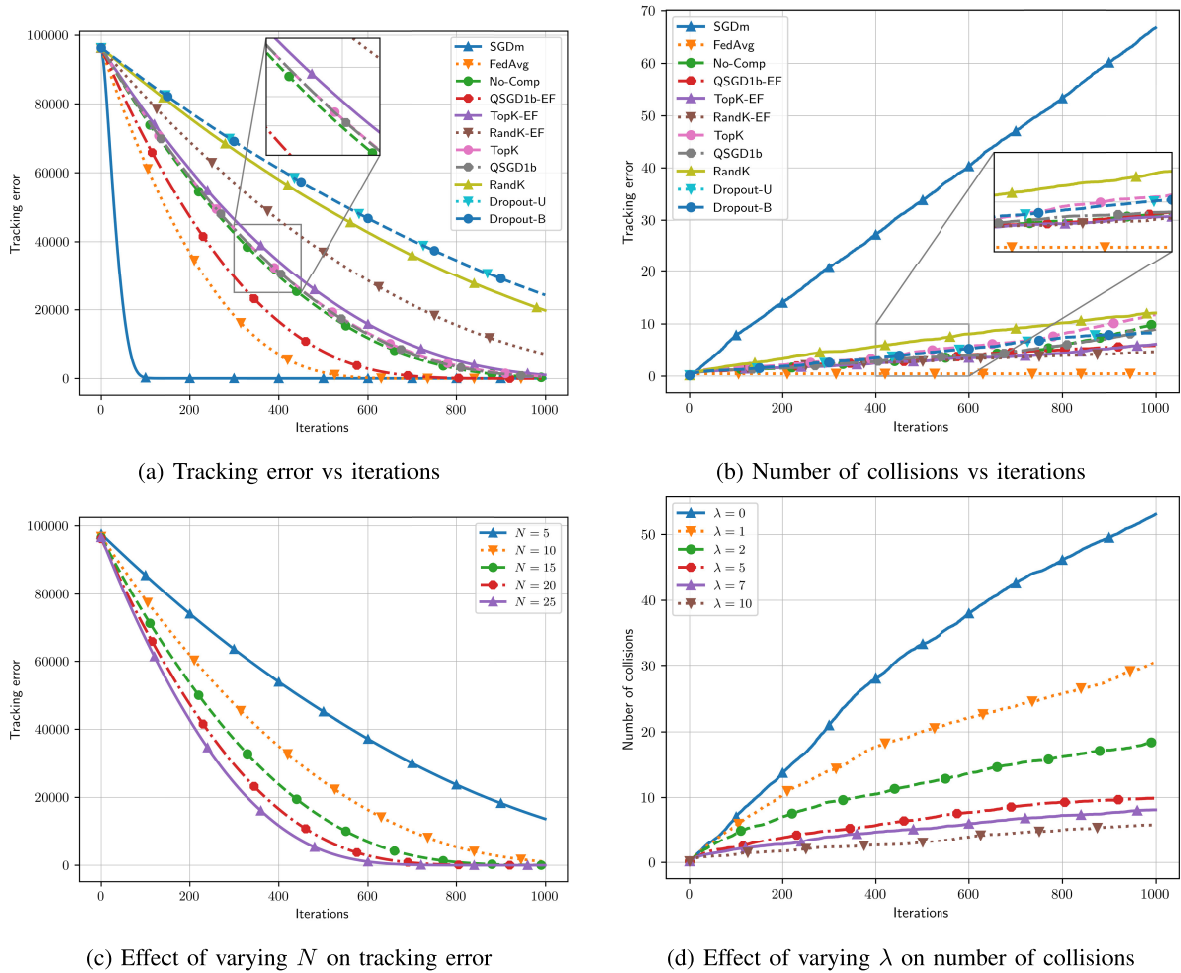 100000
80000
60000
40000
20000
0
Tracking error
0 200 400 600 800 1000
Iterations
SGDm
FedAvg
No-Comp
QSGD1b-EF
TopK-EF
RandK-EF
TopK
QSGD1b
RandK
Dropout-U
Dropout-B
(a) Tracking error vs iterations
70
60
50
40
30
20
10
0
Tracking error
0 200 400 600 800 1000
Iterations
SGDm
FedAvg
No-Comp
QSGD1b-EF
TopK-EF
RandK-EF
TopK
QSGD1b
RandK
Dropout-U
Dropout-B
(b) Number of collisions vs iterations
100000
80000
60000
40000
20000
0
Tracking error
0 200 400 600 800 1000
Iterations
N = 5
N = 10
N = 15
N = 20
N = 25
(c) Effect of varying N on tracking error
50
40
30
20
10
0
Number of collisions
0 200 400 600 800 1000
Iterations
λ = 0
λ = 1
λ = 2
λ = 5
λ = 7
λ = 10
(d) Effect of varying λ on number of collisions